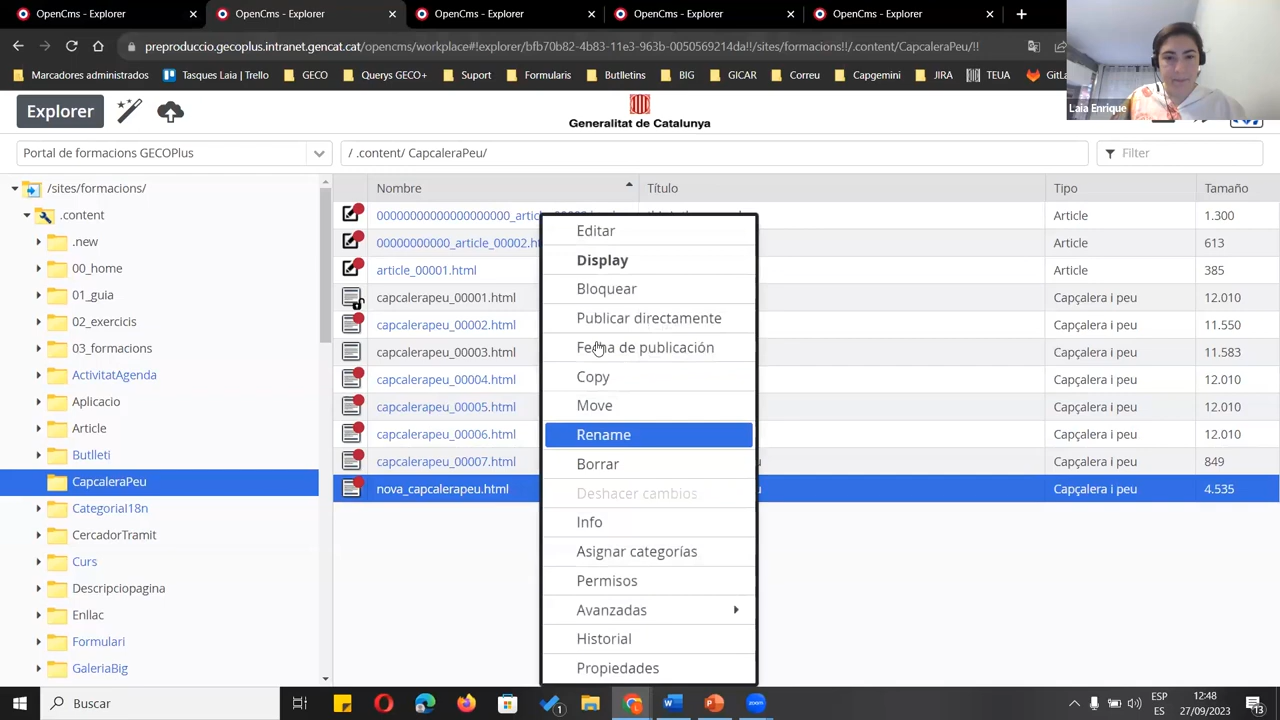 OpenCms - Explorer
OpenCms - Explorer
OpenCms - Explorer
OpenCms - Explorer
OpenCms - Explorer
preproduccio.gecoplus.intranet.gencat.cat/opencms/workplace#!explorer/bfb70b82-4b83-11e3-963b-0050569214da!!/sites/formacions!!/.content/CapcaleraPeu/!!
Marcadores administrados
Tasques Laia | Trello
GECO
Querys GECO
Suport
Formularis
Butlletins
BIG
GICAR
Correu
Capgemini
JIRA
TEUA
Laia Enrique
Explorer
Generalitat de Catalunya
Portal de formacions GECOPlus
/ .content/ CapcaleraPeu/
Filter
/sites/formacions/
.content
.new
00_home
01_guia
02_exercicis
03_formacions
ActivitatAgenda
Aplicacio
Article
Butlleti
CapcaleraPeu
CategoriaI18n
CercadorTramit
Curs
Descripciopagina
Enllac
Formulari
GaleriaBig
Nombre
Título
Tipo
Tamaño
Article
1.300
00000000000_article_00002.h
Article
613
article_00001.html
Article
385
capcalerapeu_00001.html
Capçalera i peu
12.010
capcalerapeu_00002.html
Capçalera i peu
11.550
capcalerapeu_00003.html
Capçalera i peu
11.583
capcalerapeu_00004.html
Capçalera i peu
12.010
capcalerapeu_00005.html
Capçalera i peu
12.010
capcalerapeu_00006.html
Capçalera i peu
12.010
capcalerapeu_00007.html
Capçalera i peu
849
nova_capcalerapeu.html
Capçalera i peu
4.535
Editar
Display
Bloquear
Publicar directamente
Fecha de publicación
Copy
Move
Rename
Borrar
Deshacer cambios
Info
Asignar categorías
Permisos
Avanzadas
Historial
Propiedades
Buscar
ESP
ES
12:48
27/09/2023